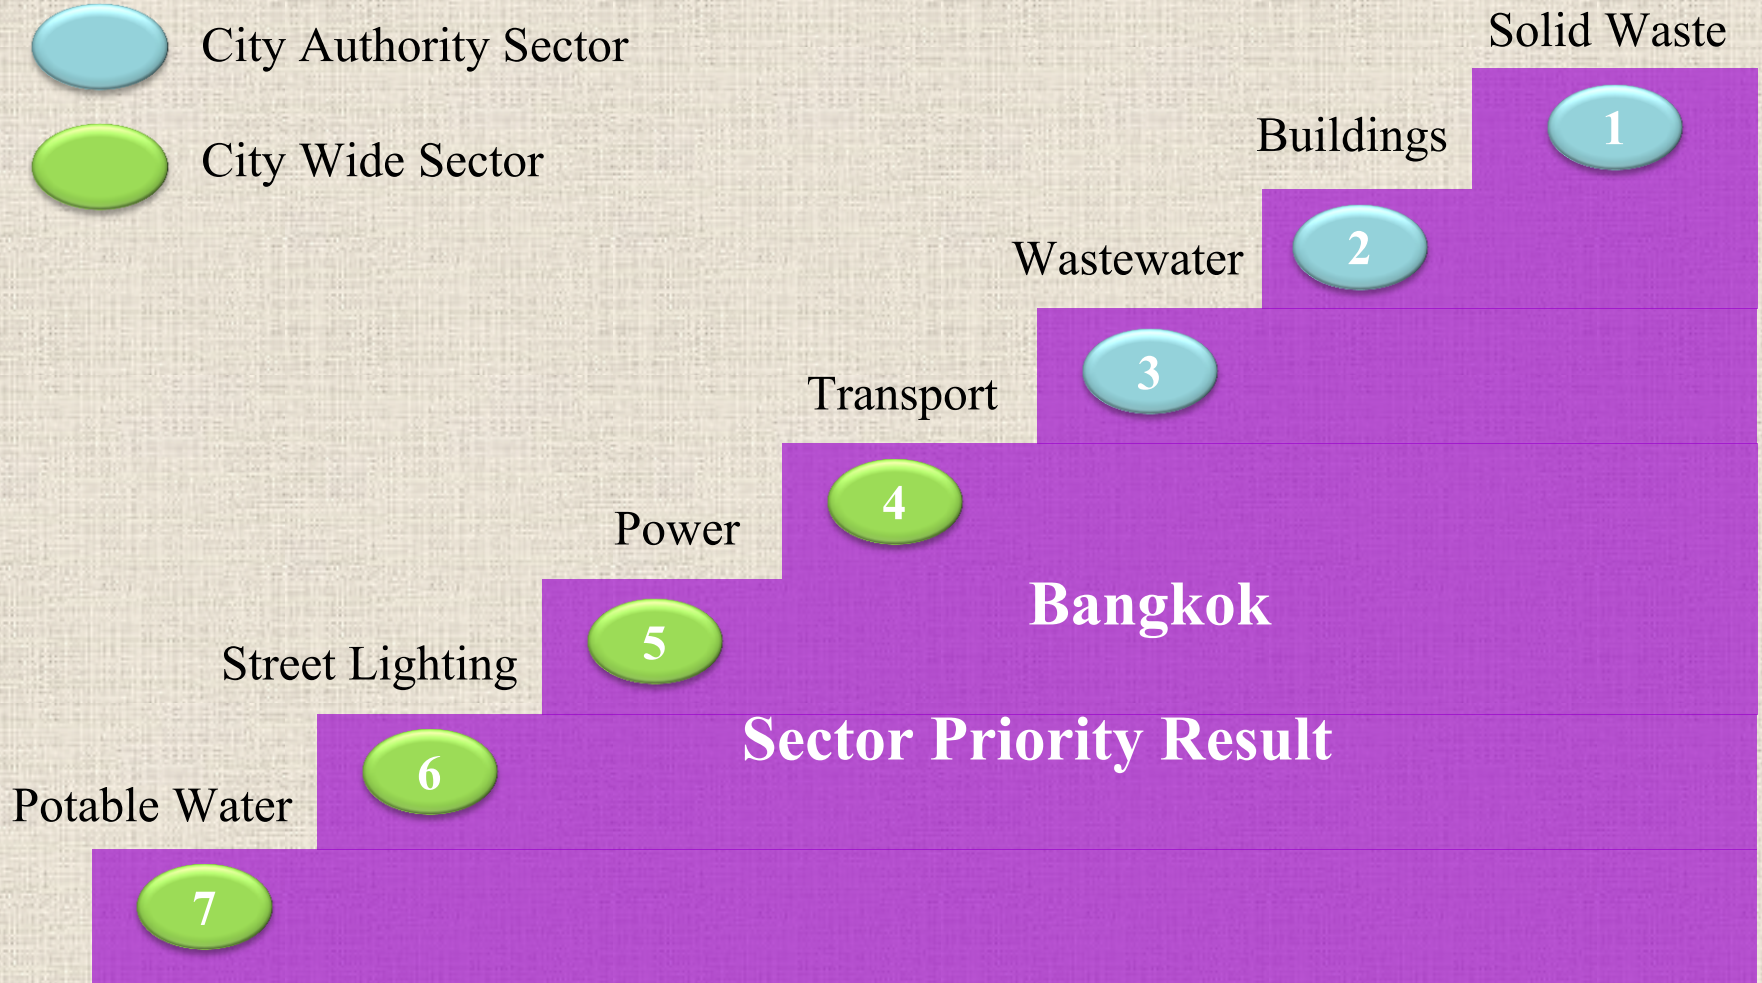 City Authority Sector
City Wide Sector
Solid Waste
1
Buildings
2
Wastewater
3
Transport
4
Power
5
Street Lighting
6
Potable Water
7
Bangkok
Sector Priority Result